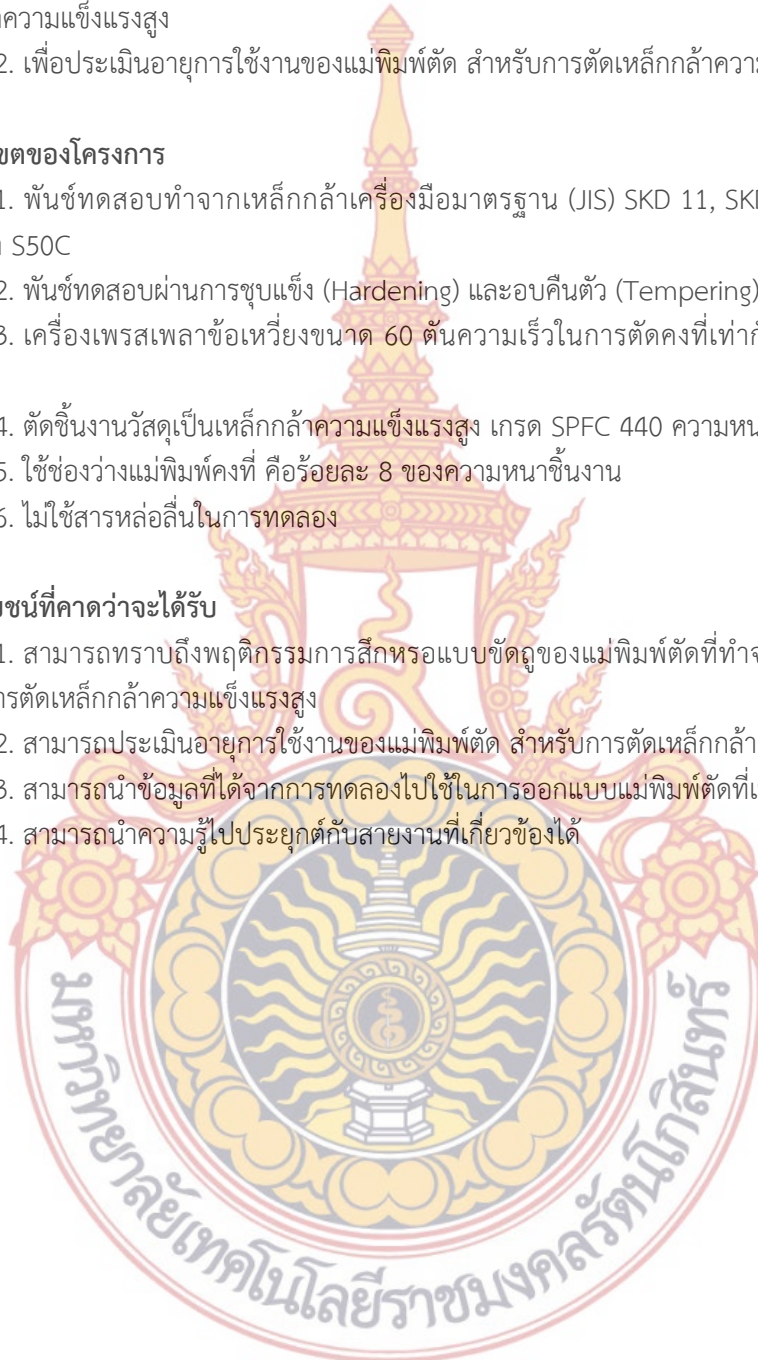 ความแข็งแรงสูง
2. เพื่อประเมินอายุการใช้งานของแม่พิมพ์ตัด สำหรับการตัดเหล็กกล้าความ
ขตของโครงการ
1. พันช์ทดสอบทำจากเหล็กกล้าเครื่องมือมาตรฐาน (JIS) SKD 11,
S50C
2. พันช์ทดสอบผ่านการชุบแข็ง (Hardening) และอบคืนตัว (Tempering)
3. เครื่องเพรสเพลาข้อเหวี่ยงขนาด 60 ตันความเร็วในการตัดคงที่เท่า
4. ตัดชิ้นงานวัสดุเป็นเหล็กกล้าความแข็งแรงสูง เกรด SPFC 440 ความหน
5. ใช้ช่องว่างแม่พิมพ์คงที่ คือร้อยละ 8 ของความหนาชิ้นงาน
6. ไม่ใช้สารหล่อลื่นในการทดลอง
ยชน์ที่คาดว่าจะได้รับ
1. สามารถทราบถึงพฤติกรรมการสึกหรอแบบขัดถูของแม่พิมพ์ตัดที่ทำจ
ารตัดเหล็กกล้าความแข็งแรงสูง
2. สามารถประเมินอายุการใช้งานของแม่พิมพ์ตัด สำหรับการตัดเหล็กกล้า
3. สามารถนำข้อมูลที่ได้จากการทดลองไปใช้ในการออกแบบแม่พิมพ์ตัดที่
4. สามารถนำความรู้ไปประยุกต์กับสายงานที่เกี่ยวข้องได้
มหาวิทยาลัยเทคโนโลยีราชมงคลรัตนโกสินทร์